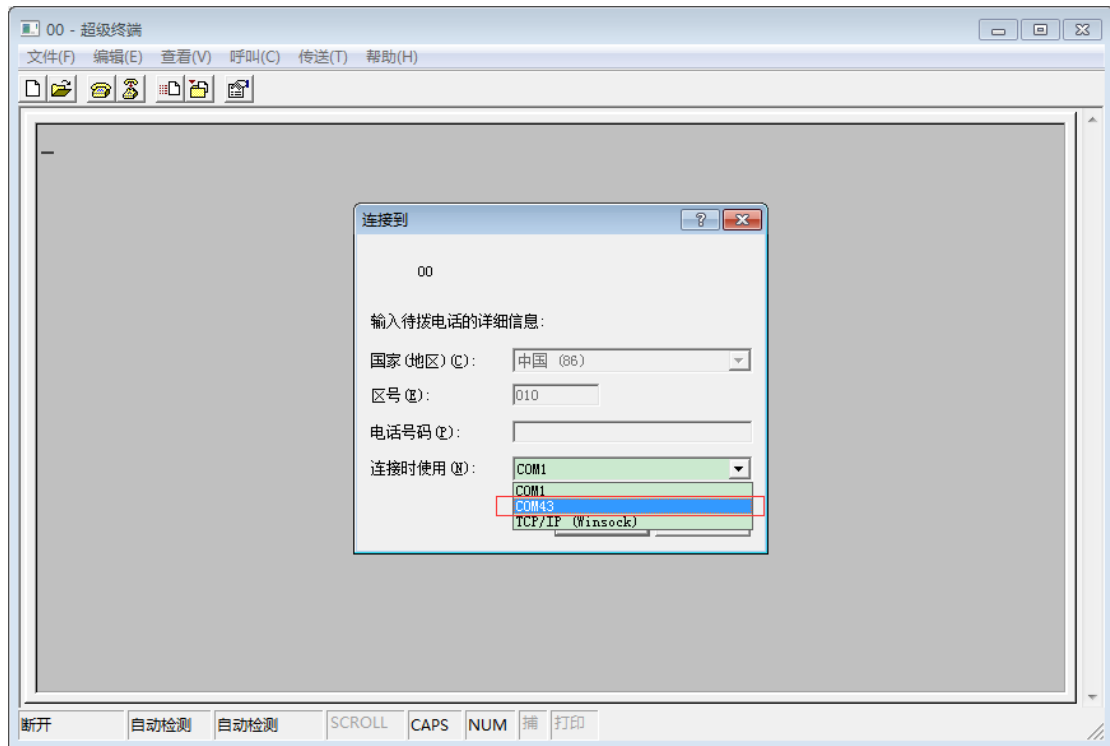 00 - 超级终端
文件(F) 编辑(E) 查看(V) 呼叫(C) 传送(T) 帮助(H)
连接到
00
输入待拨电话的详细信息:
国家(地区)(C): 中国 (86)
区号(E): 010
电话号码(P):
连接时使用(N): COM1
COM1
COM43
TCP/IP (Winsock)
断开 自动检测 自动检测 SCROLL CAPS NUM 捕 打印